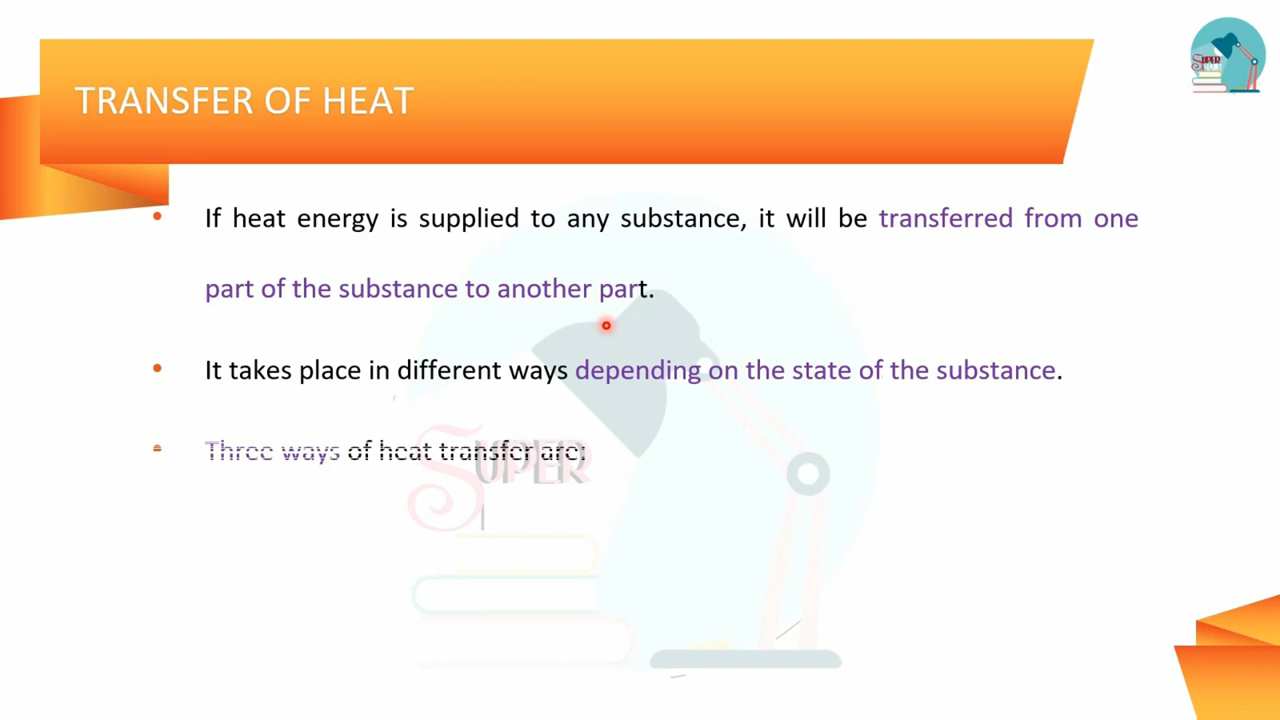 TRANSFER OF HEAT
SUPER
• If heat energy is supplied to any substance, it will be transferred from one
part of the substance to another part.
• It takes place in different ways depending on the state of the substance.
• Three ways of heat transfer are:
SUPER